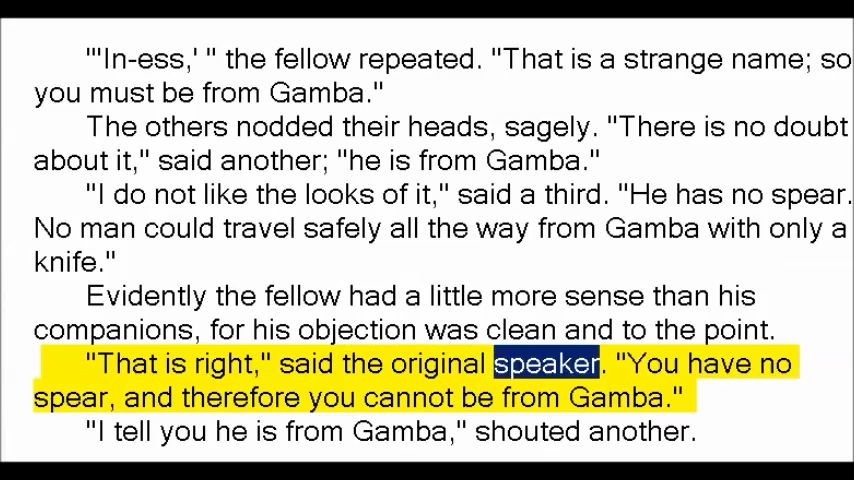 "'In-ess,' " the fellow repeated. "That is a strange name; so
you must be from Gamba."
The others nodded their heads, sagely. "There is no doubt
about it," said another; "he is from Gamba."
"I do not like the looks of it," said a third. "He has no spear.
No man could travel safely all the way from Gamba with only a
knife."
Evidently the fellow had a little more sense than his
companions, for his objection was clean and to the point.
"That is right," said the original speaker. "You have no
spear, and therefore you cannot be from Gamba."
"I tell you he is from Gamba," shouted another.